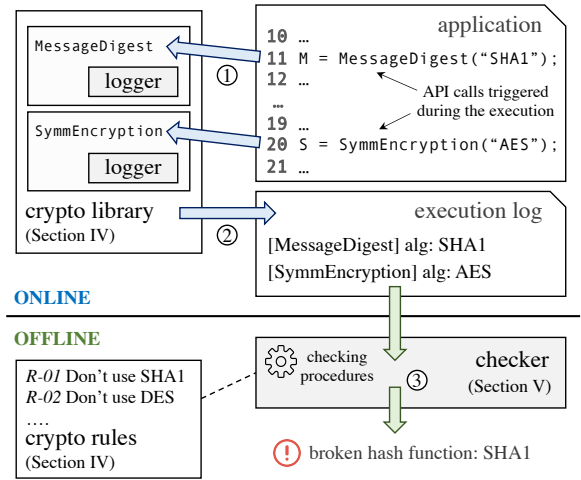 MessageDigest
logger
SymmEncryption
logger
crypto library
(Section IV)
①
②
application
10 …
11 M = MessageDigest(“SHA1”);
12 …
API calls triggered
during the execution
…
19 …
20 S = SymmEncryption(“AES”);
21 …
execution log
[MessageDigest] alg: SHA1
[SymmEncryption] alg: AES
ONLINE
OFFLINE
R-01 Don’t use SHA1
R-02 Don’t use DES
....
crypto rules
(Section IV)
checking
procedures
③
checker
(Section V)
broken hash function: SHA1